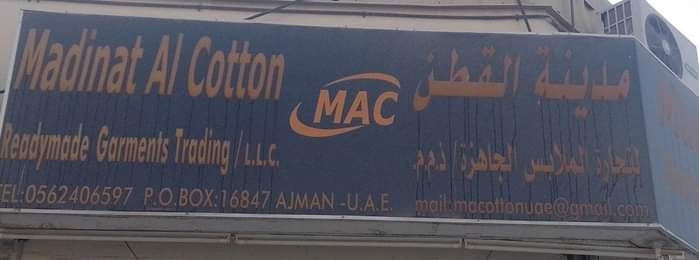 Madinat Al Cotton
MAC
مدينة القطن
Readymade Garments Trading / L.L.C.
لتجارة الملابس الجاهزة / ذ.م.م.
TEL:0562406597 P.O.BOX:16847 AJMAN -U.A.E.
mail:macottonuae@gmail.com